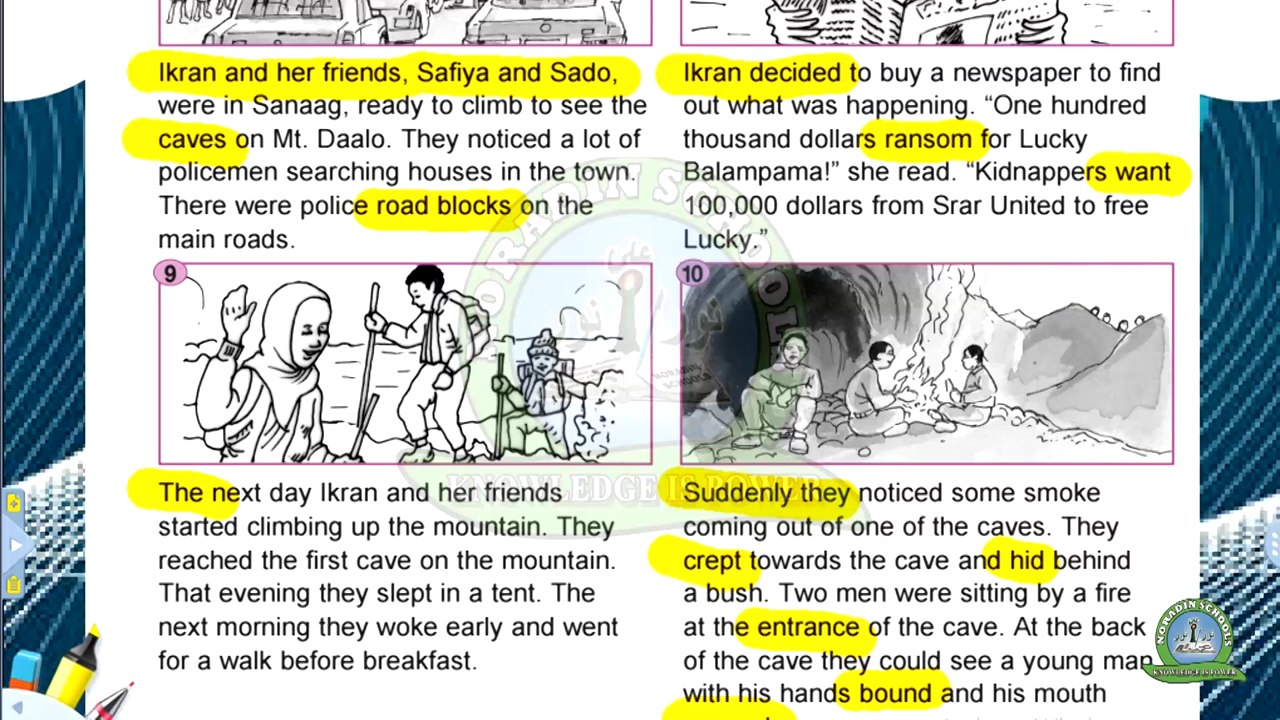 Ikran and her friends, Safiya and Sado,
were in Sanaag, ready to climb to see the
caves on Mt. Daalo. They noticed a lot of
policemen searching houses in the town.
There were police road blocks on the
main roads.
Ikran decided to buy a newspaper to find
out what was happening. “One hundred
thousand dollars ransom for Lucky
Balampama!” she read. “Kidnappers want
100,000 dollars from Srar United to free
Lucky.”
9
The next day Ikran and her friends
started climbing up the mountain. They
reached the first cave on the mountain.
That evening they slept in a tent. The
next morning they woke early and went
for a walk before breakfast.
10
Suddenly they noticed some smoke
coming out of one of the caves. They
crept towards the cave and hid behind
a bush. Two men were sitting by a fire
at the entrance of the cave. At the back
of the cave they could see a young man
with his hands bound and his mouth
NORADIN SCHOOLS
KNOWLEDGE IS POWER
NORADIN SCHOOLS
KNOWLEDGE IS POWER